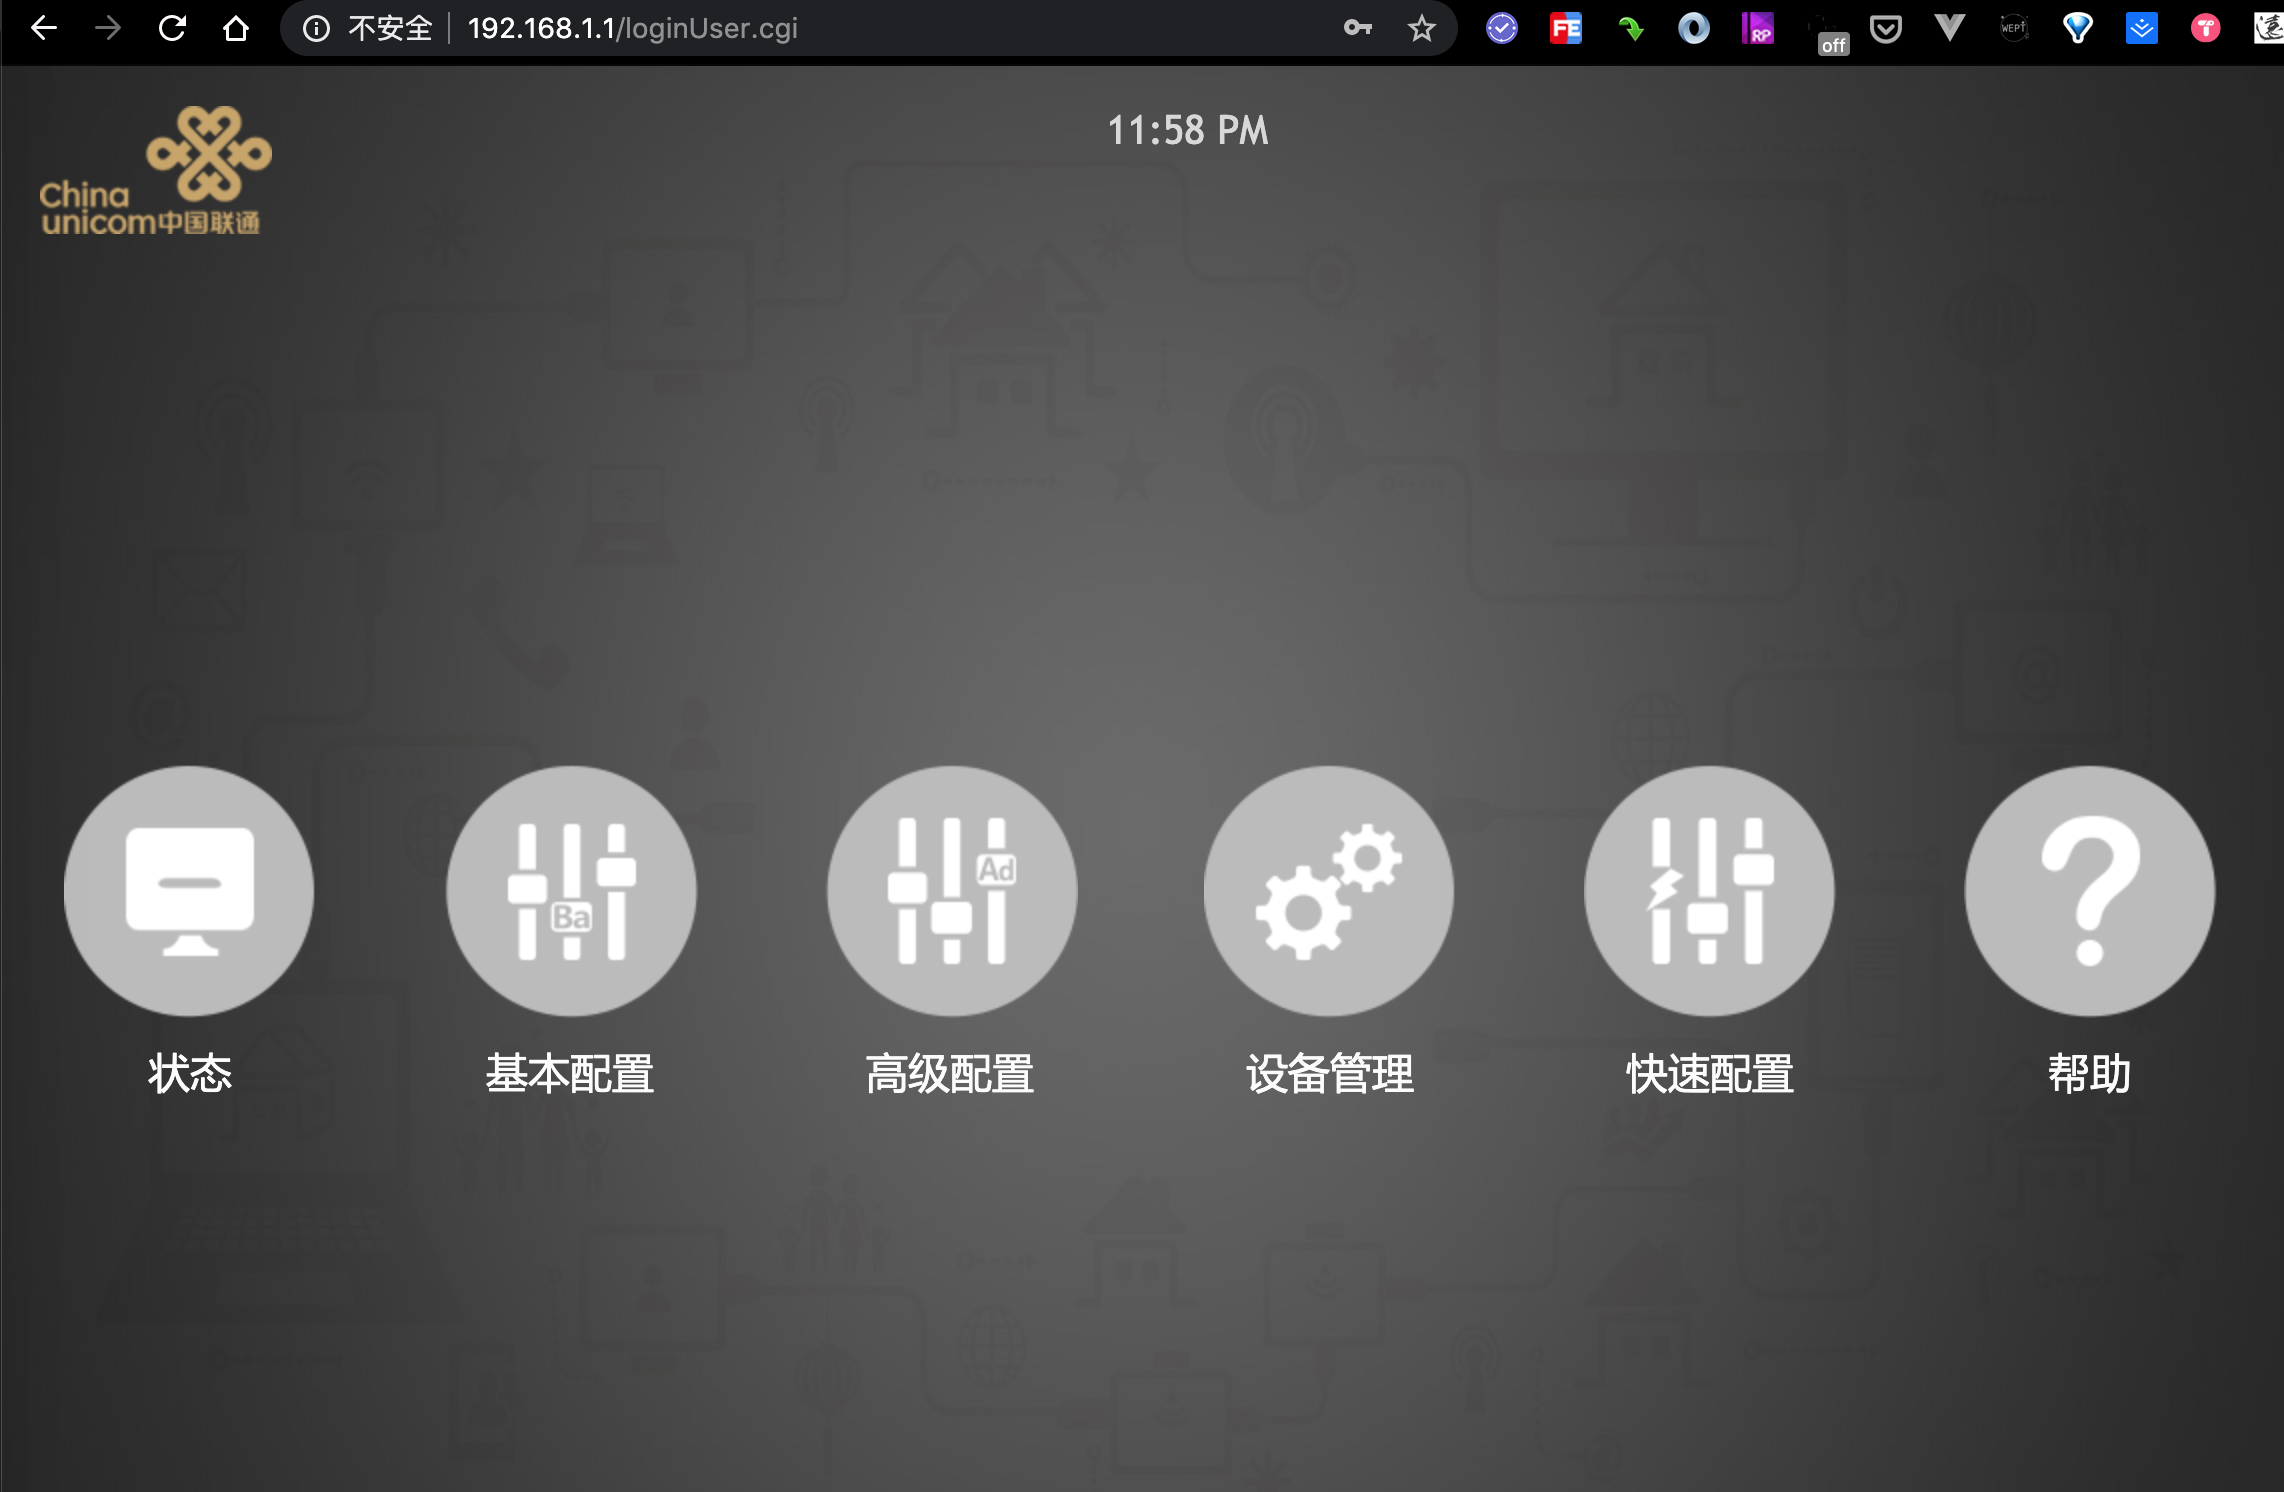 不安全 192.168.1.1/loginUser.cgi
FE
RP
off
WEPT
11:58 PM
China
unicom中国联通
Ba
Ad
状态 基本配置 高级配置 设备管理 快速配置 帮助